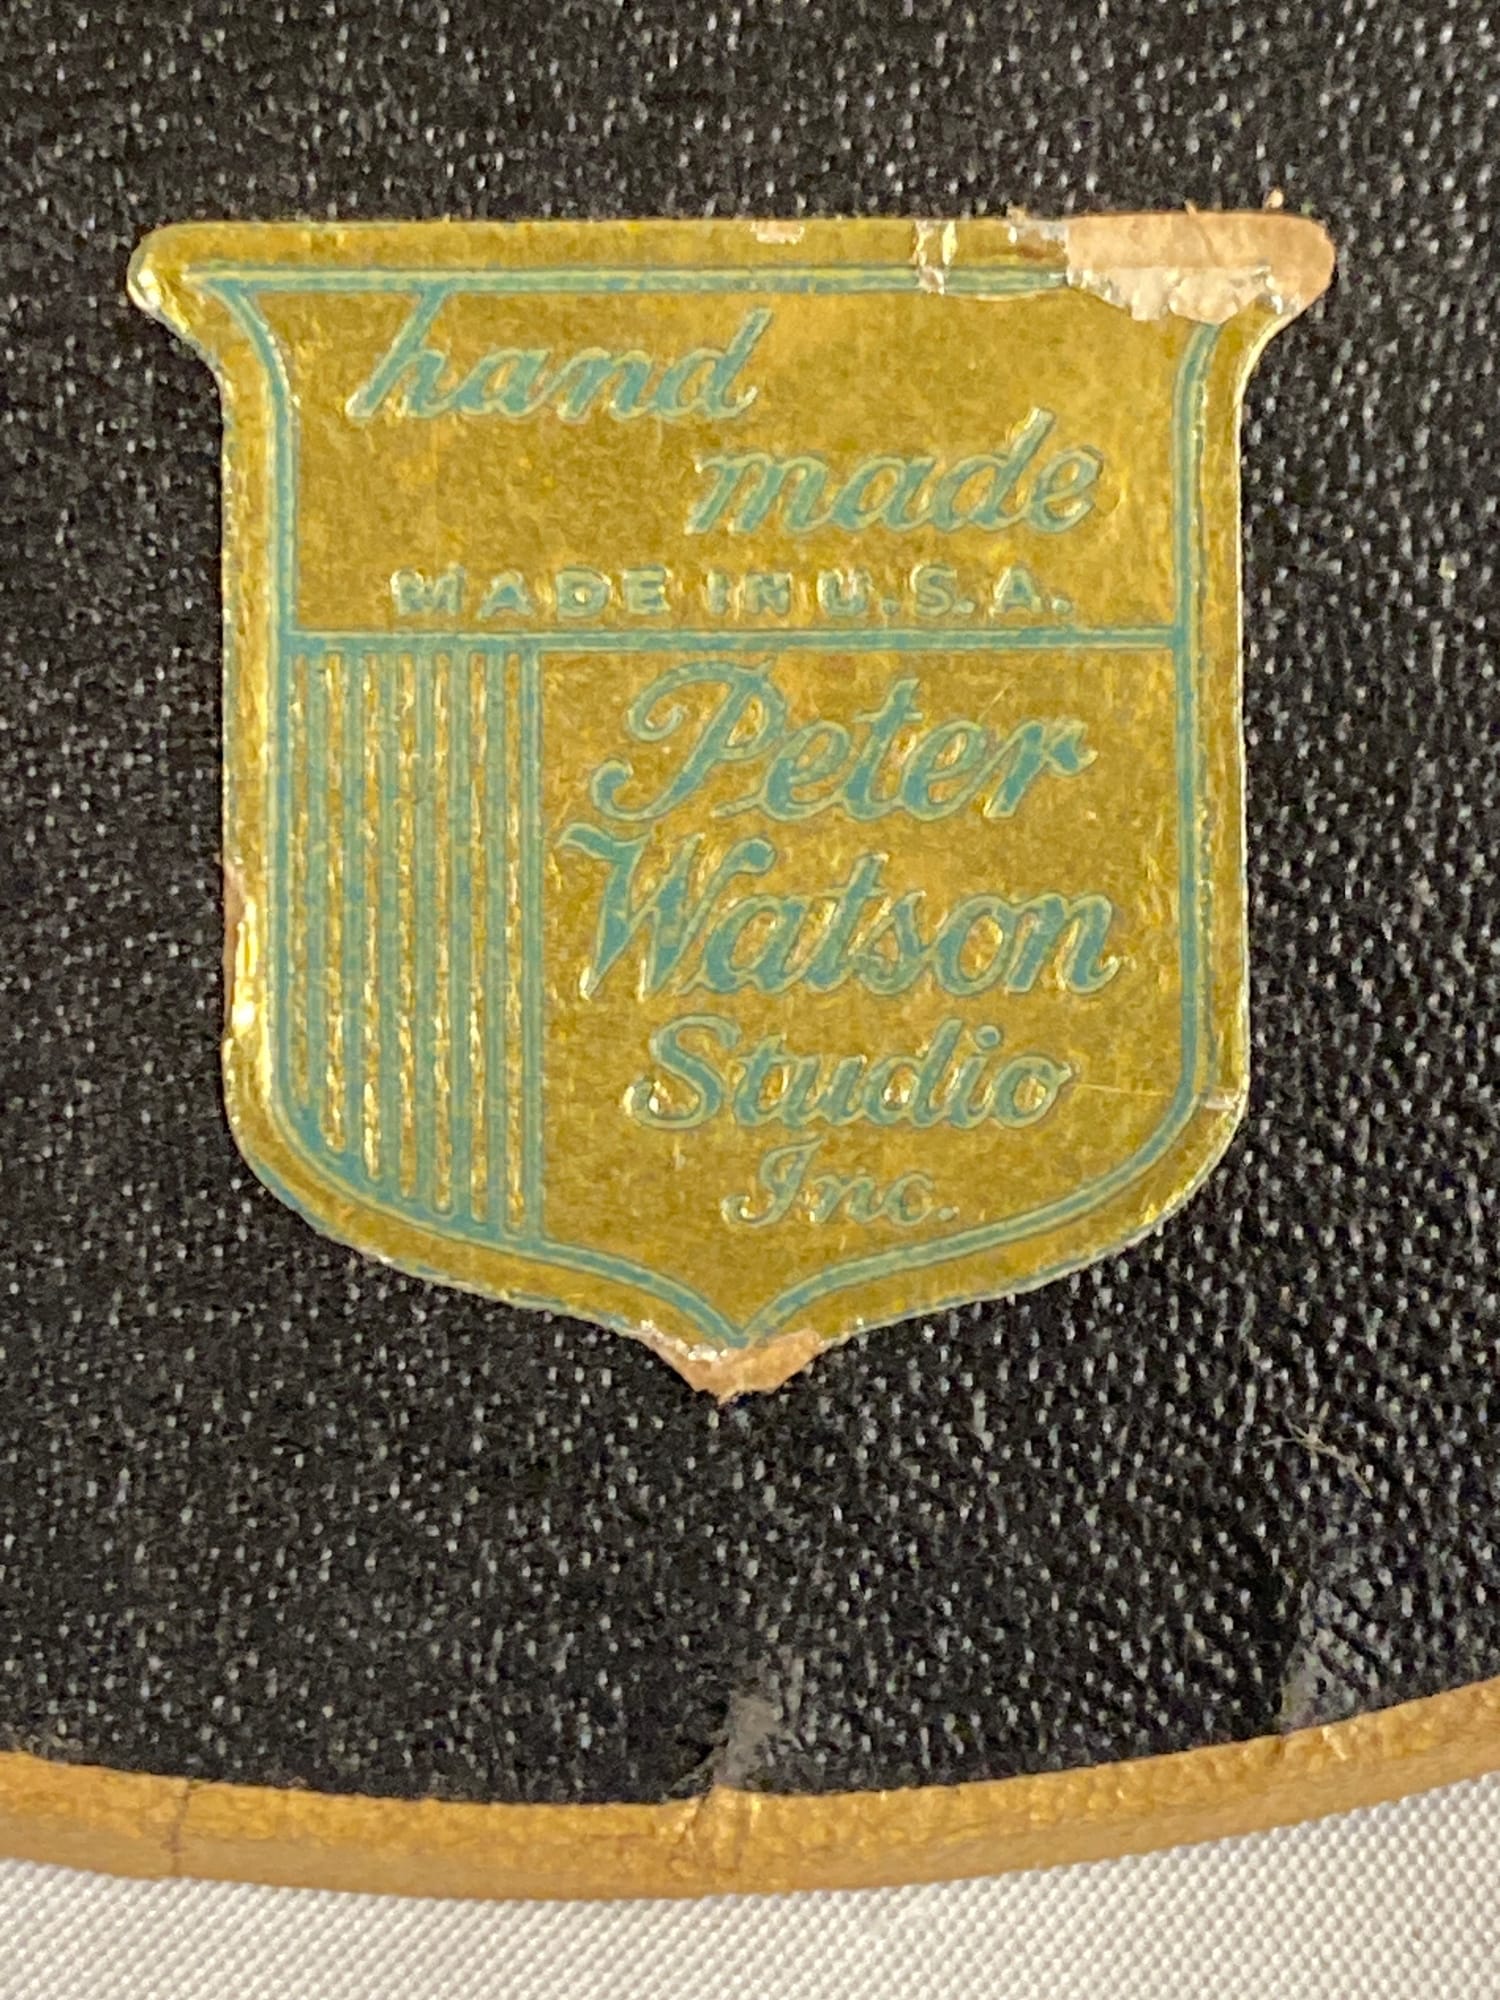 hand
made
MADE IN U.S.A.
Peter
Watson
Studio
Inc.